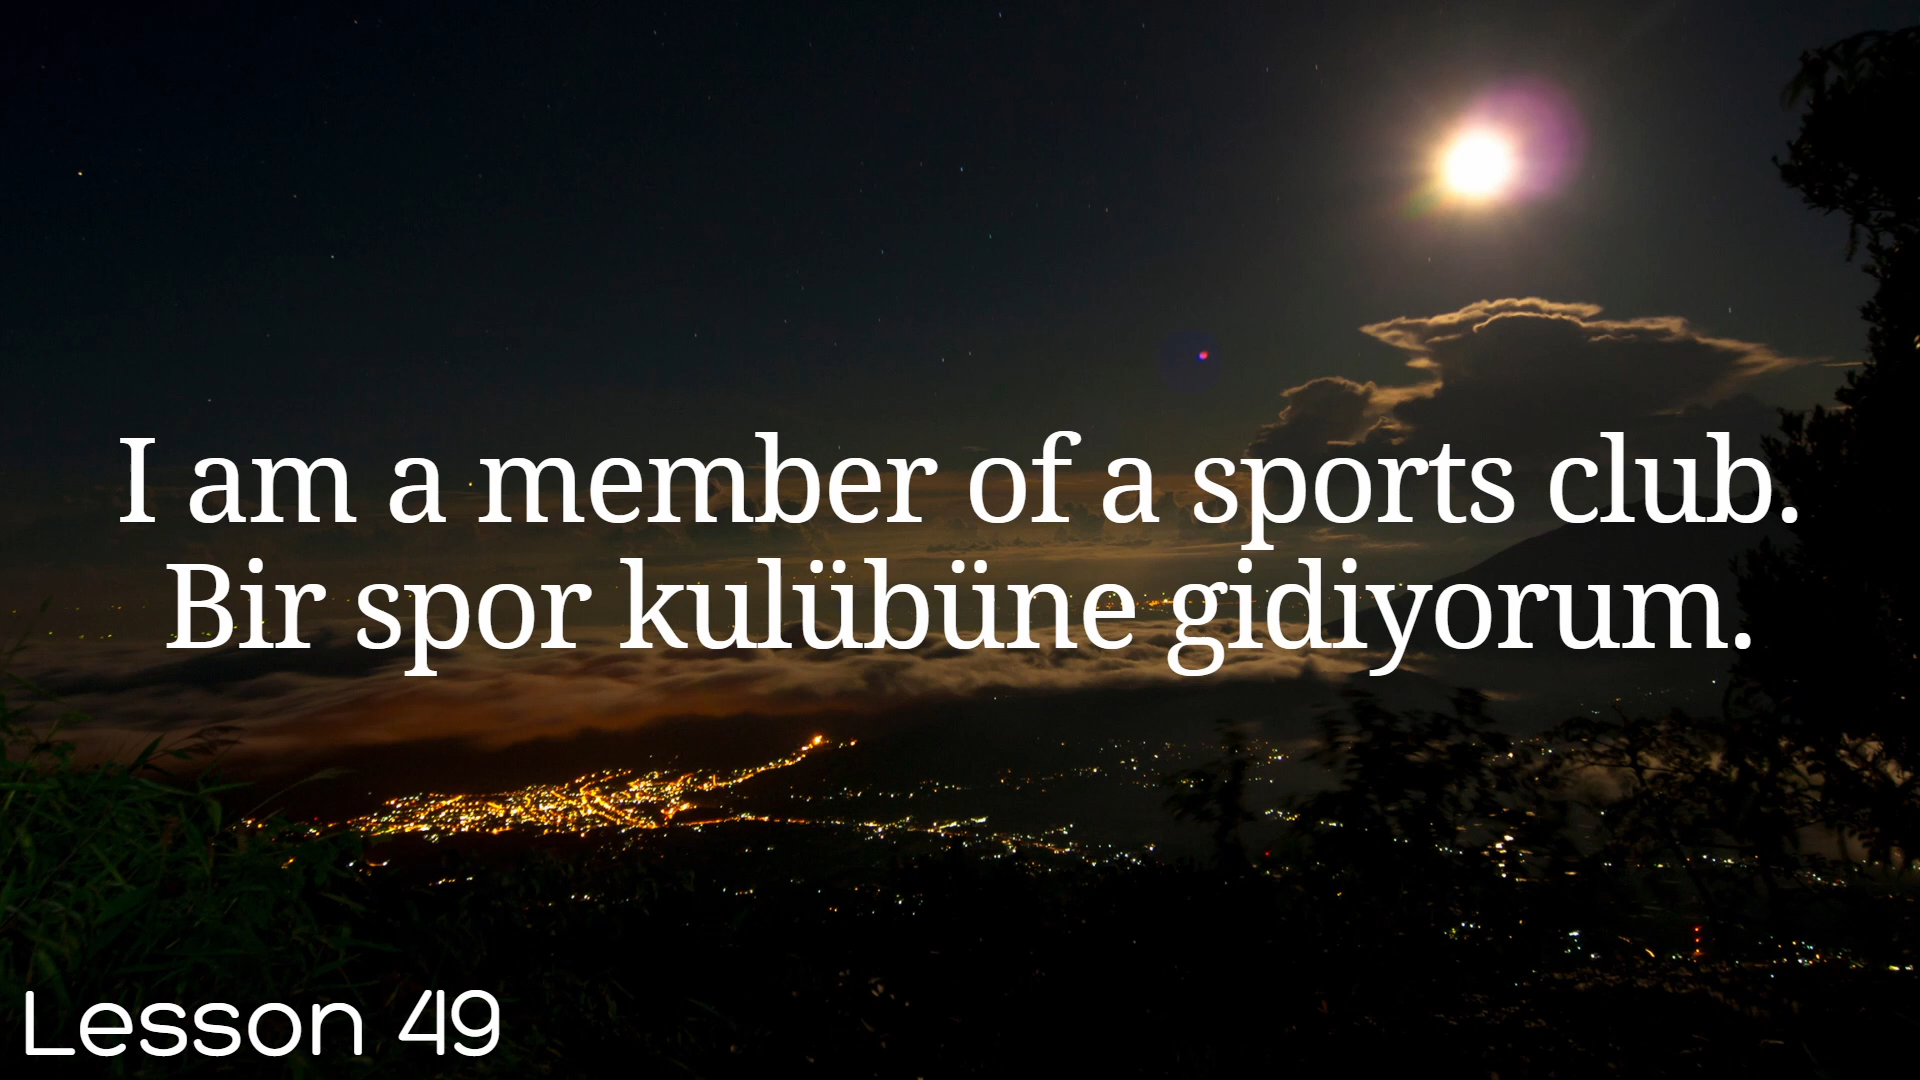 I am a member of a sports club.
Bir spor kulübüne gidiyorum.
Lesson 49